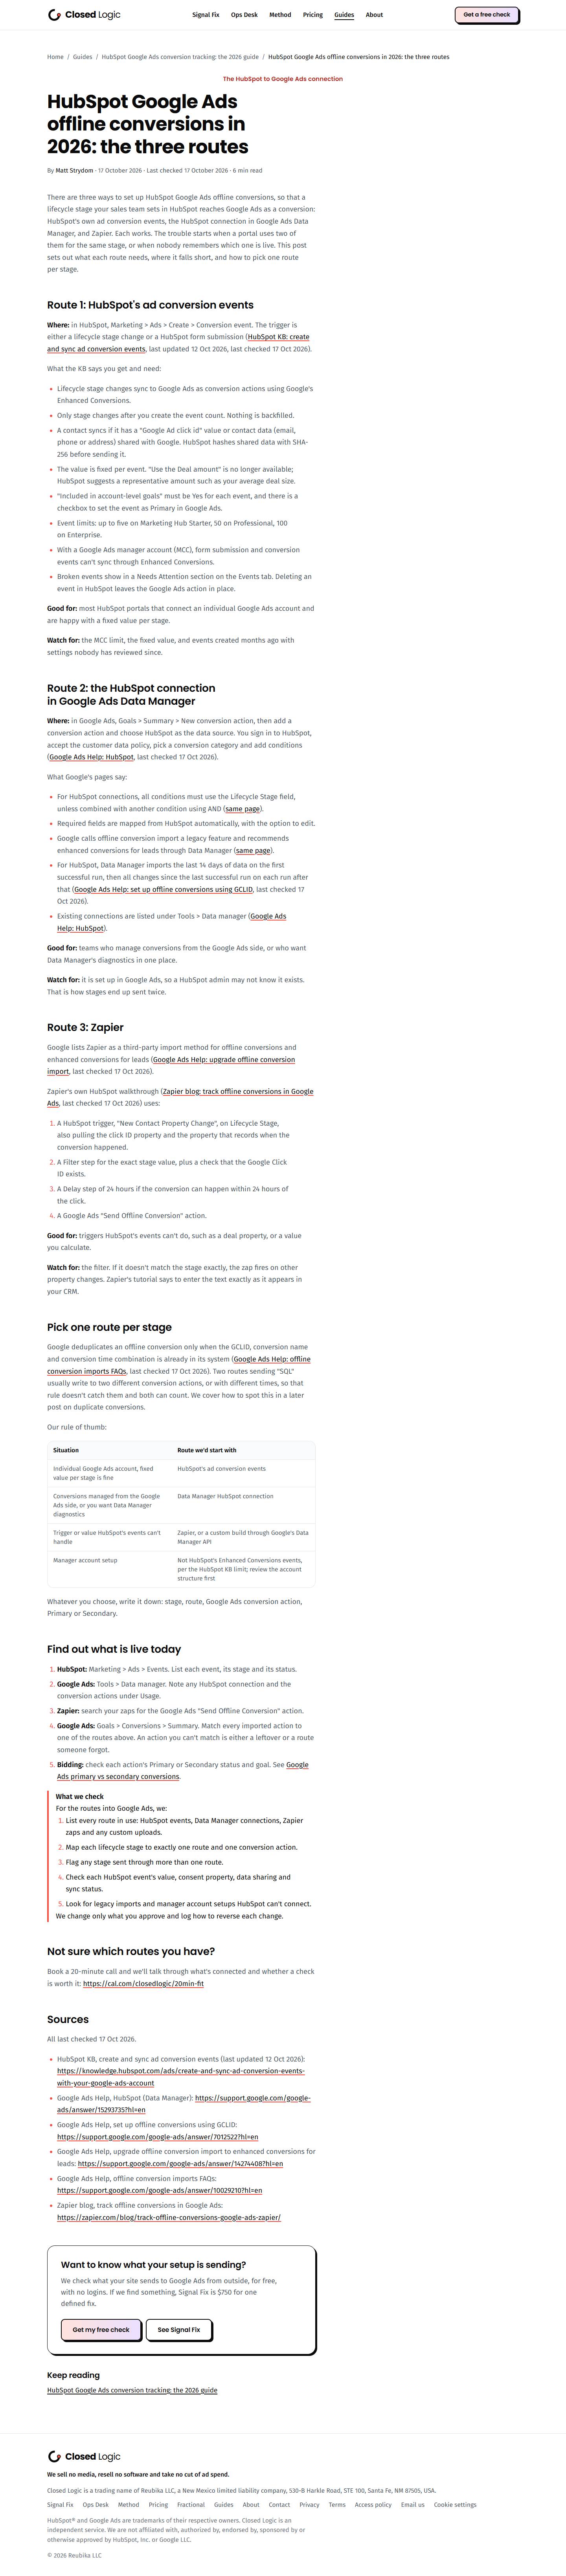 Closed Logic
Signal Fix Ops Desk Method Pricing Guides About
Get a free check
Home / Guides / HubSpot Google Ads conversion tracking: the 2026 guide / HubSpot Google Ads offline conversions in 2026: the three routes
The HubSpot to Google Ads connection
HubSpot Google Ads
offline conversions in
2026: the three routes
By Matt Strydom · 17 October 2026 · Last checked 17 October 2026 · 6 min read
There are three ways to set up HubSpot Google Ads offline conversions, so that a
lifecycle stage your sales team sets in HubSpot reaches Google Ads as a conversion:
HubSpot's own ad conversion events, the HubSpot connection in Google Ads Data
Manager, and Zapier. Each works. The trouble starts when a portal uses two of
them for the same stage, or when nobody remembers which one is live. This post
sets out what each route needs, where it falls short, and how to pick one route
per stage.
Route 1: HubSpot's ad conversion events
Where: in HubSpot, Marketing > Ads > Create > Conversion event. The trigger is
either a lifecycle stage change or a HubSpot form submission (HubSpot KB: create
and sync ad conversion events, last updated 12 Oct 2026, last checked 17 Oct 2026).
What the KB says you get and need:
• Lifecycle stage changes sync to Google Ads as conversion actions using Google's
Enhanced Conversions.
• Only stage changes after you create the event count. Nothing is backfilled.
• A contact syncs if it has a "Google Ad click id" value or contact data (email,
phone or address) shared with Google. HubSpot hashes shared data with SHA-
256 before sending it.
• The value is fixed per event. "Use the Deal amount" is no longer available;
HubSpot suggests a representative amount such as your average deal size.
• "Included in account-level goals" must be Yes for each event, and there is a
checkbox to set the event as Primary in Google Ads.
• Event limits: up to five on Marketing Hub Starter, 50 on Professional, 100
on Enterprise.
• With a Google Ads manager account (MCC), form submission and conversion
events can't sync through Enhanced Conversions.
• Broken events show in a Needs Attention section on the Events tab. Deleting an
event in HubSpot leaves the Google Ads action in place.
Good for: most HubSpot portals that connect an individual Google Ads account and
are happy with a fixed value per stage.
Watch for: the MCC limit, the fixed value, and events created months ago with
settings nobody has reviewed since.
Route 2: the HubSpot connection
in Google Ads Data Manager
Where: in Google Ads, Goals > Summary > New conversion action, then add a
conversion action and choose HubSpot as the data source. You sign in to HubSpot,
accept the customer data policy, pick a conversion category and add conditions
(Google Ads Help: HubSpot, last checked 17 Oct 2026).
What Google's pages say:
• For HubSpot connections, all conditions must use the Lifecycle Stage field,
unless combined with another condition using AND (same page).
• Required fields are mapped from HubSpot automatically, with the option to edit.
• Google calls offline conversion import a legacy feature and recommends
enhanced conversions for leads through Data Manager (same page).
• For HubSpot, Data Manager imports the last 14 days of data on the first
successful run, then all changes since the last successful run on each run after
that (Google Ads Help: set up offline conversions using GCLID, last checked 17
Oct 2026).
• Existing connections are listed under Tools > Data manager (Google Ads
Help: HubSpot).
Good for: teams who manage conversions from the Google Ads side, or who want
Data Manager's diagnostics in one place.
Watch for: it is set up in Google Ads, so a HubSpot admin may not know it exists.
That is how stages end up sent twice.
Route 3: Zapier
Google lists Zapier as a third-party import method for offline conversions and
enhanced conversions for leads (Google Ads Help: upgrade offline conversion
import, last checked 17 Oct 2026).
Zapier's own HubSpot walkthrough (Zapier blog: track offline conversions in Google
Ads, last checked 17 Oct 2026) uses:
1. A HubSpot trigger, "New Contact Property Change", on Lifecycle Stage,
also pulling the click ID property and the property that records when the
conversion happened.
2. A Filter step for the exact stage value, plus a check that the Google Click
ID exists.
3. A Delay step of 24 hours if the conversion can happen within 24 hours of
the click.
4. A Google Ads "Send Offline Conversion" action.
Good for: triggers HubSpot's events can't do, such as a deal property, or a value
you calculate.
Watch for: the filter. If it doesn't match the stage exactly, the zap fires on other
property changes. Zapier's tutorial says to enter the text exactly as it appears in
your CRM.
Pick one route per stage
Google deduplicates an offline conversion only when the GCLID, conversion name
and conversion time combination is already in its system (Google Ads Help: offline
conversion imports FAQs, last checked 17 Oct 2026). Two routes sending "SQL"
usually write to two different conversion actions, or with different times, so that
rule doesn't catch them and both can count. We cover how to spot this in a later
post on duplicate conversions.
Our rule of thumb:
Situation Route we'd start with
Individual Google Ads account, fixed HubSpot's ad conversion events
value per stage is fine
Conversions managed from the Google Data Manager HubSpot connection
Ads side, or you want Data Manager
diagnostics
Trigger or value HubSpot's events can't Zapier, or a custom build through Google's Data
handle Manager API
Manager account setup Not HubSpot's Enhanced Conversions events,
per the HubSpot KB limit; review the account
structure first
Whatever you choose, write it down: stage, route, Google Ads conversion action,
Primary or Secondary.
Find out what is live today
1. HubSpot: Marketing > Ads > Events. List each event, its stage and its status.
2. Google Ads: Tools > Data manager. Note any HubSpot connection and the
conversion actions under Usage.
3. Zapier: search your zaps for the Google Ads "Send Offline Conversion" action.
4. Google Ads: Goals > Conversions > Summary. Match every imported action to
one of the routes above. An action you can't match is either a leftover or a route
someone forgot.
5. Bidding: check each action's Primary or Secondary status and goal. See Google
Ads primary vs secondary conversions.
What we check
For the routes into Google Ads, we:
1. List every route in use: HubSpot events, Data Manager connections, Zapier
zaps and any custom uploads.
2. Map each lifecycle stage to exactly one route and one conversion action.
3. Flag any stage sent through more than one route.
4. Check each HubSpot event's value, consent property, data sharing and
sync status.
5. Look for legacy imports and manager account setups HubSpot can't connect.
We change only what you approve and log how to reverse each change.
Not sure which routes you have?
Book a 20-minute call and we'll talk through what's connected and whether a check
is worth it: https://cal.com/closedlogic/20min-fit
Sources
All last checked 17 Oct 2026.
• HubSpot KB, create and sync ad conversion events (last updated 12 Oct 2026):
https://knowledge.hubspot.com/ads/create-and-sync-ad-conversion-events-
with-your-google-ads-account
• Google Ads Help, HubSpot (Data Manager): https://support.google.com/google-
ads/answer/15293735?hl=en
• Google Ads Help, set up offline conversions using GCLID:
https://support.google.com/google-ads/answer/7012522?hl=en
• Google Ads Help, upgrade offline conversion import to enhanced conversions for
leads: https://support.google.com/google-ads/answer/14274408?hl=en
• Google Ads Help, offline conversion imports FAQs:
https://support.google.com/google-ads/answer/10029210?hl=en
• Zapier blog, track offline conversions in Google Ads:
https://zapier.com/blog/track-offline-conversions-google-ads-zapier/
Want to know what your setup is sending?
We check what your site sends to Google Ads from outside, for free,
with no logins. If we find something, Signal Fix is $750 for one
defined fix.
Get my free check See Signal Fix
Keep reading
HubSpot Google Ads conversion tracking: the 2026 guide
Closed Logic
We sell no media, resell no software and take no cut of ad spend.
Closed Logic is a trading name of Reubika LLC, a New Mexico limited liability company, 530-B Harkle Road, STE 100, Santa Fe, NM 87505, USA.
Signal Fix Ops Desk Method Pricing Fractional Guides About Contact Privacy Terms Access policy Email us Cookie settings
HubSpot® and Google Ads are trademarks of their respective owners. Closed Logic is an
independent service. We are not affiliated with, authorized by, endorsed by, sponsored by or
otherwise approved by HubSpot, Inc. or Google LLC.
© 2026 Reubika LLC